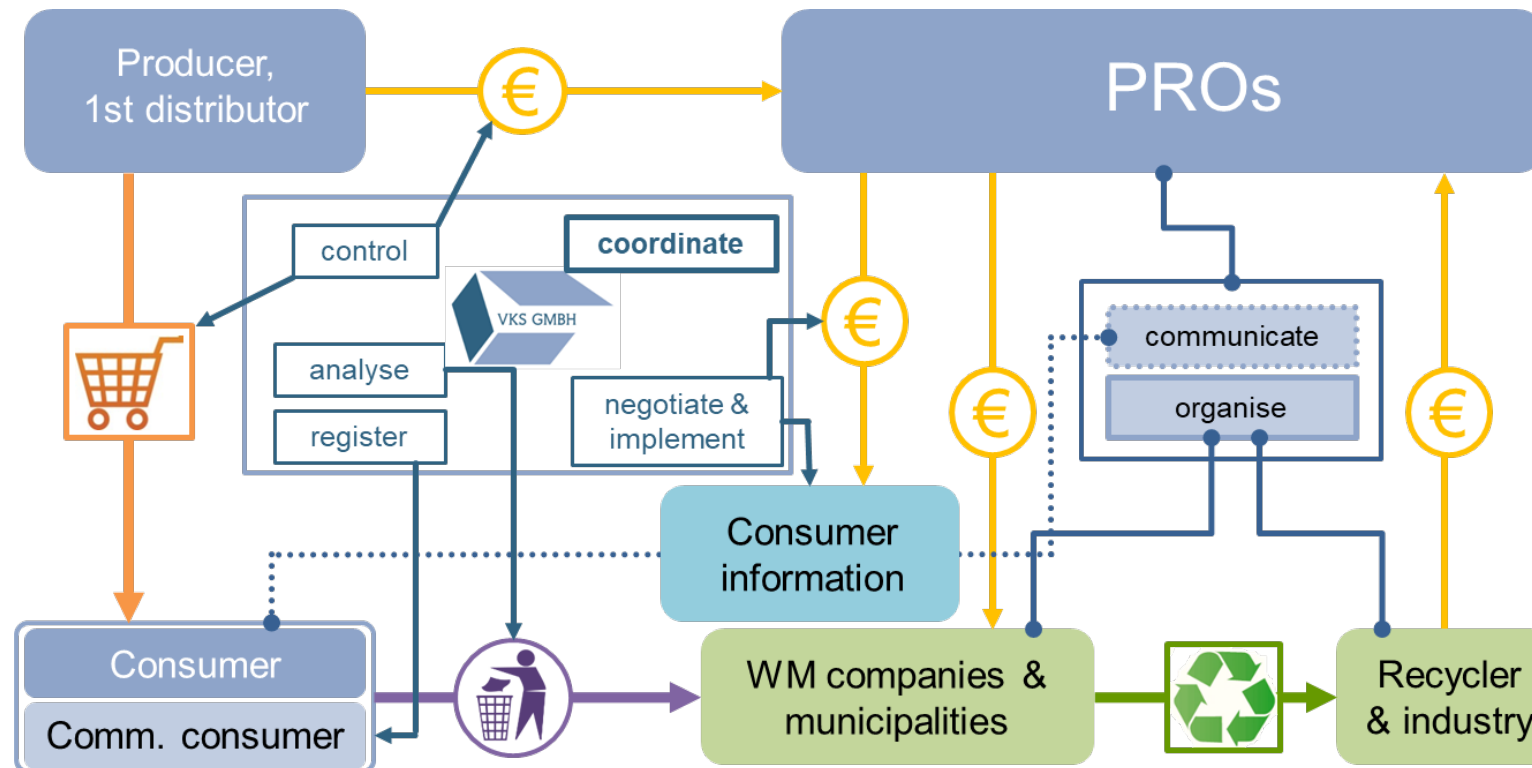 Producer,
1st distributor
€
PROs
control
coordinate
VKS GMBH
€
communicate
analyse
negotiate &
implement
organise
€
€
register
Consumer
information
Consumer
Comm. consumer
WM companies &
municipalities
Recycler
& industry